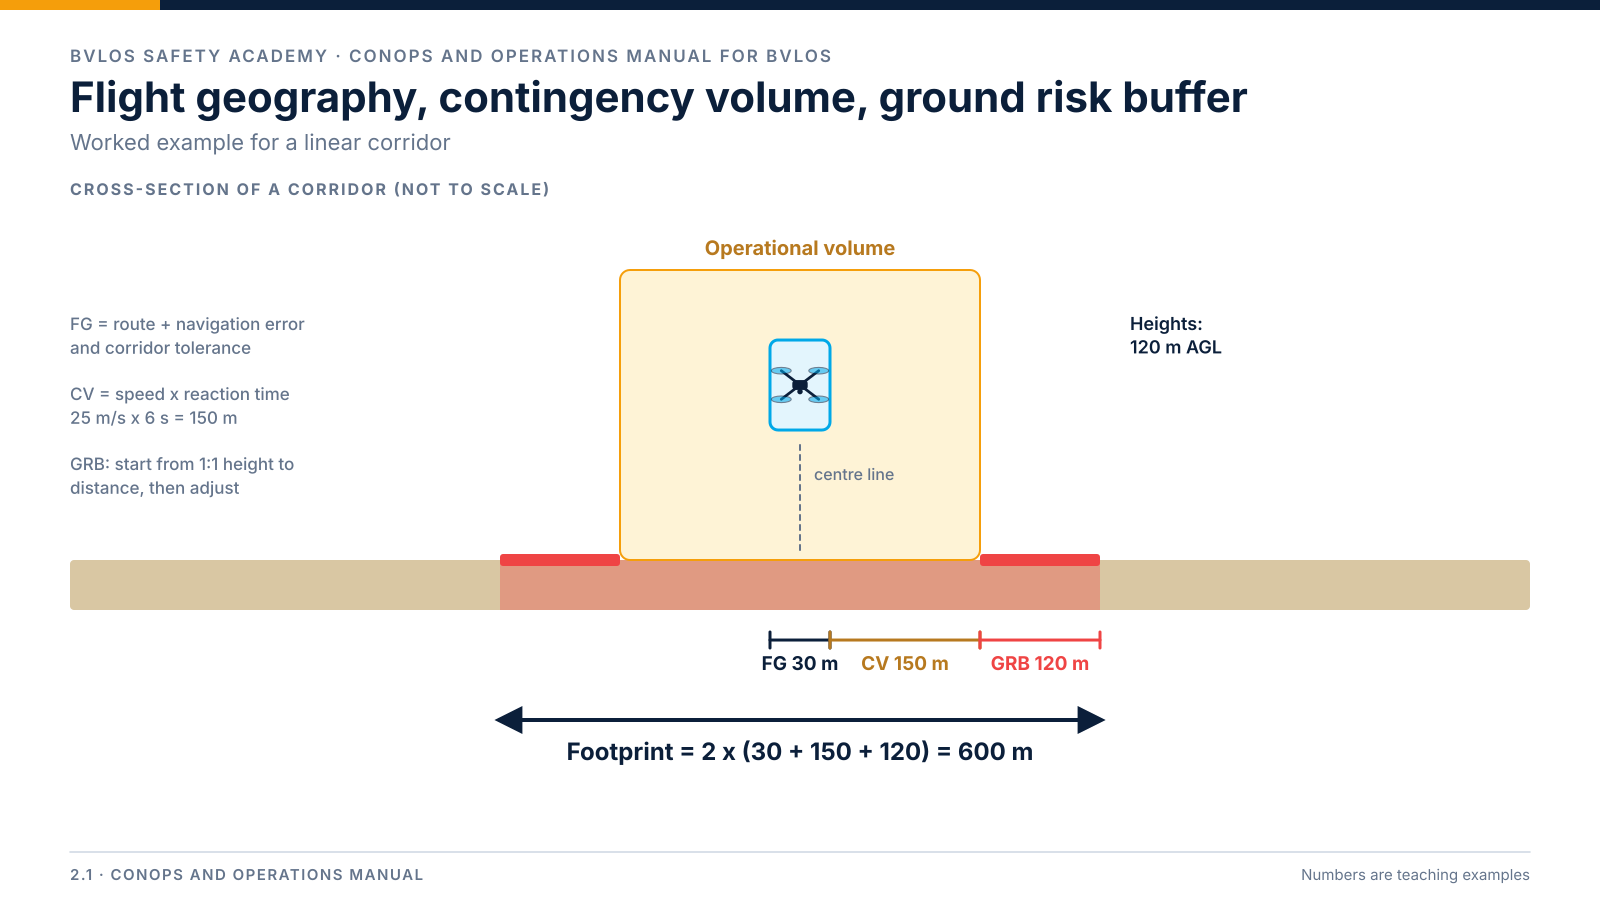 BVLOS SAFETY ACADEMY · CONOPS AND OPERATIONS MANUAL FOR BVLOS
Flight geography, contingency volume, ground risk buffer
Worked example for a linear corridor
CROSS-SECTION OF A CORRIDOR (NOT TO SCALE)
Operational volume
FG = route + navigation error
and corridor tolerance
CV = speed x reaction time
25 m/s x 6 s = 150 m
GRB: start from 1:1 height to
distance, then adjust
Heights:
120 m AGL
centre line
FG 30 m
CV 150 m
GRB 120 m
Footprint = 2 x (30 + 150 + 120) = 600 m
2.1 · CONOPS AND OPERATIONS MANUAL
Numbers are teaching examples